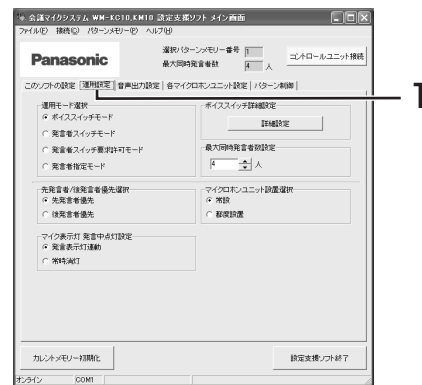 会議マイクシステム WM-KC10,KM10 設定支援ソフト メイン画面
ファイル(F) 接続(C) パターンメモリー(P) ヘルプ(H)
Panasonic
選択パターンメモリー番号 1
最大同時発言者数 4 人
コントロールユニット接続
このソフトの設定 運用設定 音声出力設定 各マイクロホンユニット設定 パターン制御
1
運用モード選択
ボイススイッチモード
発言者スイッチモード
発言者スイッチ要求許可モード
発言者指定モード
ボイススイッチ詳細設定
詳細設定
最大同時発言者数設定
4 人
先発言者/後発言者優先選択
先発言者優先
後発言者優先
マイクロホンユニット設置選択
常設
都度設置
マイク表示灯 発言中点灯設定
発言表示灯連動
常時消灯
カレントメモリー初期化
設定支援ソフト終了
オンライン COM1